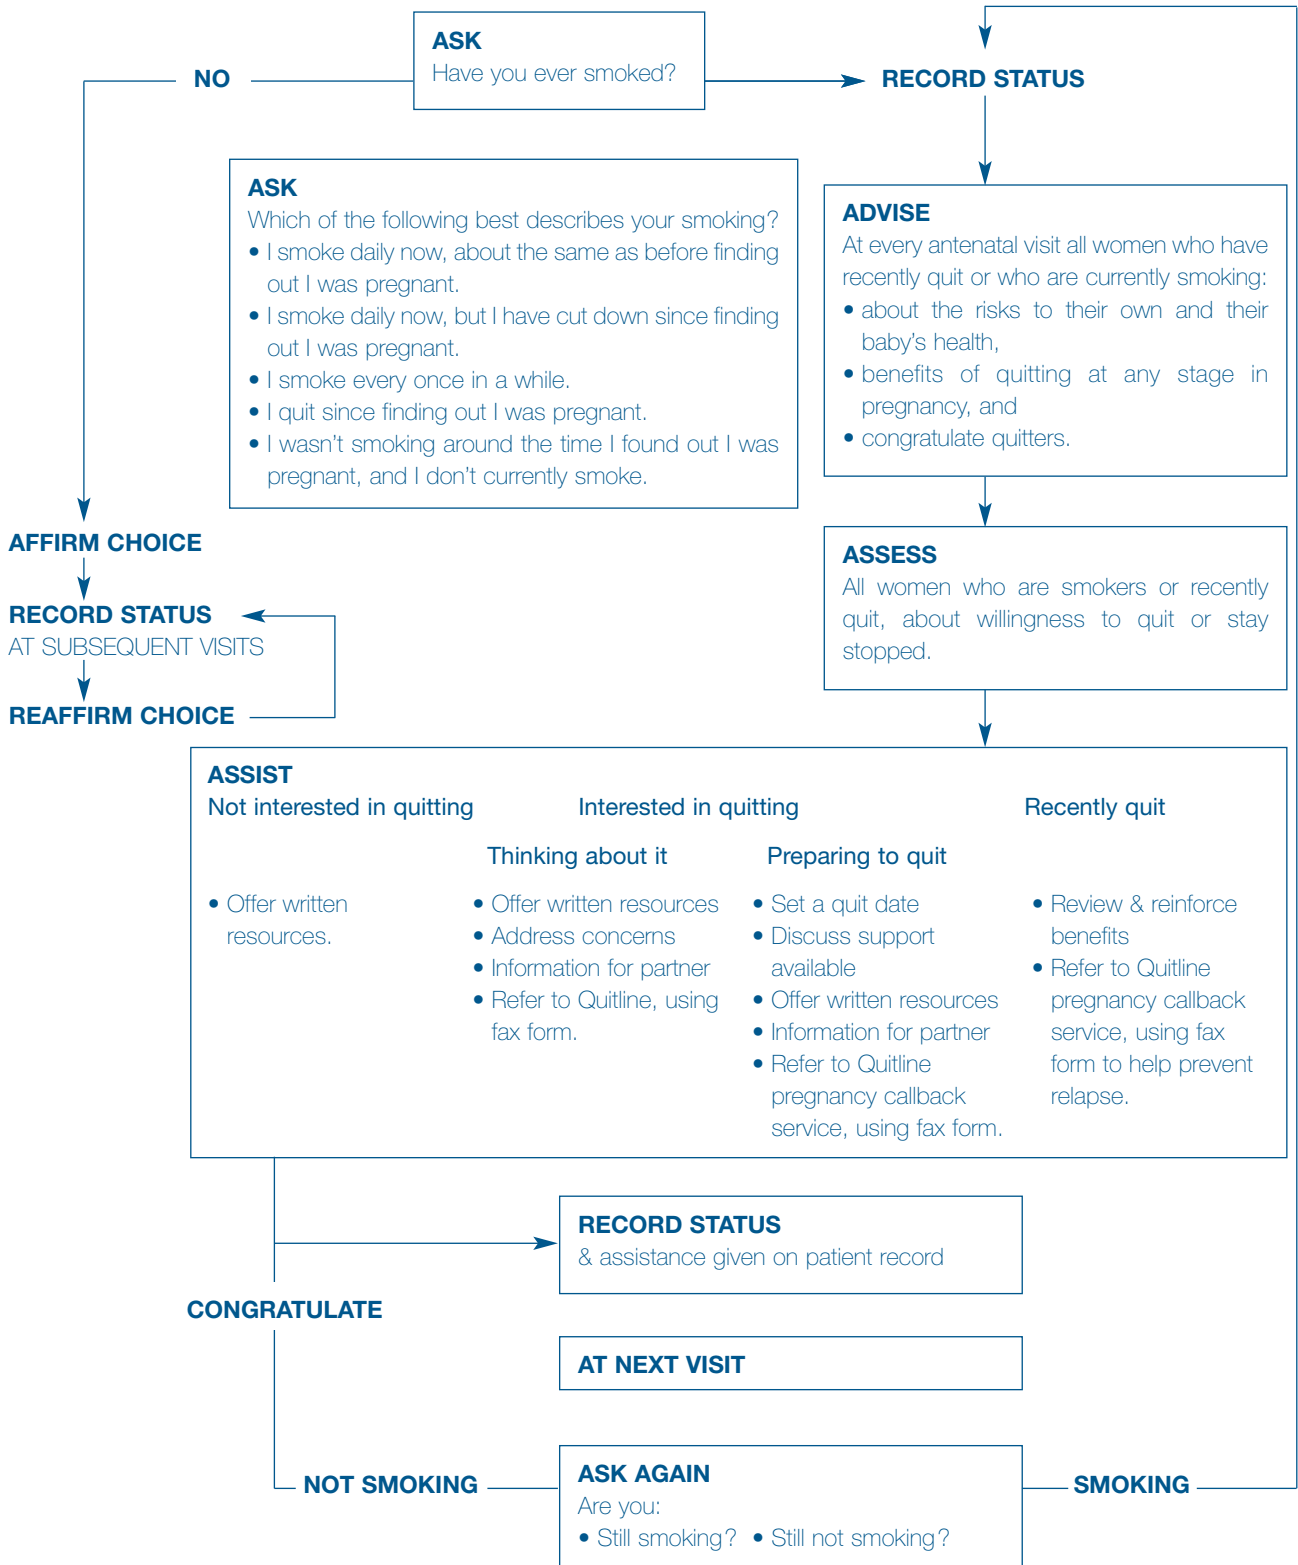 ASK
Have you ever smoked?
NO
RECORD STATUS
ASK
Which of the following best describes your smoking?
• I smoke daily now, about the same as before finding
out I was pregnant.
• I smoke daily now, but I have cut down since finding
out I was pregnant.
• I smoke every once in a while.
• I quit since finding out I was pregnant.
• I wasn't smoking around the time I found out I was
pregnant, and I don't currently smoke.
ADVISE
At every antenatal visit all women who have
recently quit or who are currently smoking:
• about the risks to their own and their
baby's health,
• benefits of quitting at any stage in
pregnancy, and
• congratulate quitters.
AFFIRM CHOICE
RECORD STATUS
AT SUBSEQUENT VISITS
REAFFIRM CHOICE
ASSESS
All women who are smokers or recently
quit, about willingness to quit or stay
stopped.
ASSIST
Not interested in quitting
• Offer written
resources.
Interested in quitting
Thinking about it
• Offer written resources
• Address concerns
• Information for partner
• Refer to Quitline, using
fax form.
Preparing to quit
• Set a quit date
• Discuss support
available
• Offer written resources
• Information for partner
• Refer to Quitline
pregnancy callback
service, using fax form.
Recently quit
• Review & reinforce
benefits
• Refer to Quitline
pregnancy callback
service, using fax
form to help prevent
relapse.
RECORD STATUS
& assistance given on patient record
CONGRATULATE
AT NEXT VISIT
NOT SMOKING
ASK AGAIN
Are you:
• Still smoking? • Still not smoking?
SMOKING